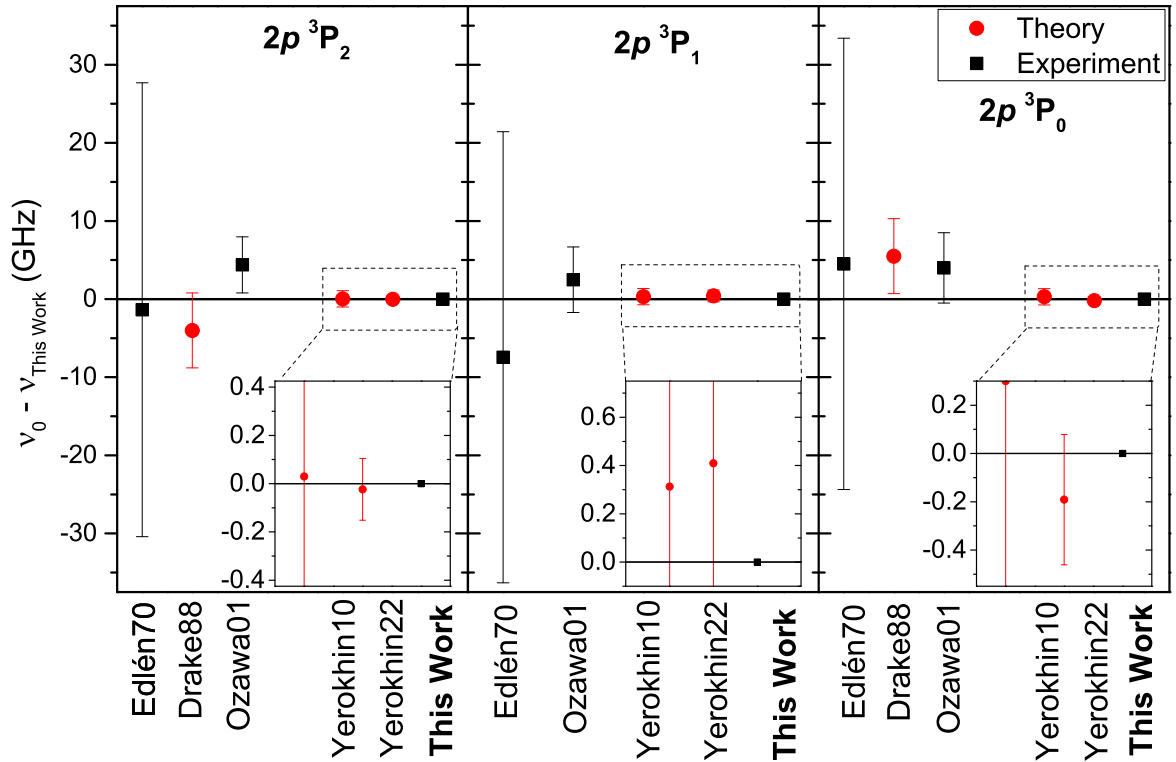 2p ³P₂
2p ³P₁
2p ³P₀
Theory
Experiment
ν₀ - ν This Work (GHz)
30
20
10
0
-10
-20
-30
0.4
0.2
0.0
-0.2
-0.4
0.6
0.4
0.2
0.0
0.2
0.0
-0.2
-0.4
Edlén70
Drake88
Ozawa01
Yerokhin10
Yerokhin22
This Work
Edlén70
Ozawa01
Yerokhin10
Yerokhin22
This Work
Edlén70
Drake88
Ozawa01
Yerokhin10
Yerokhin22
This Work